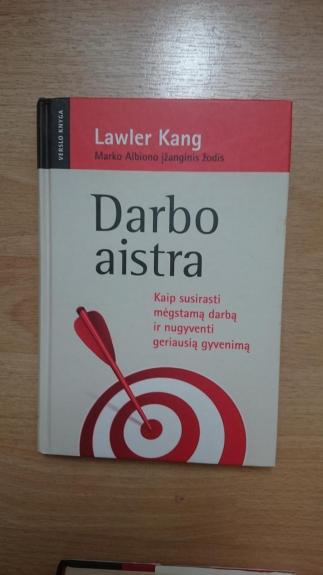 VERSLO KNYGA
Lawler Kang
Marko Albiono įžanginis žodis
Darbo
aistra
Kaip susirasti
mėgstamą darbą
ir nugyventi
geriausią gyvenimą